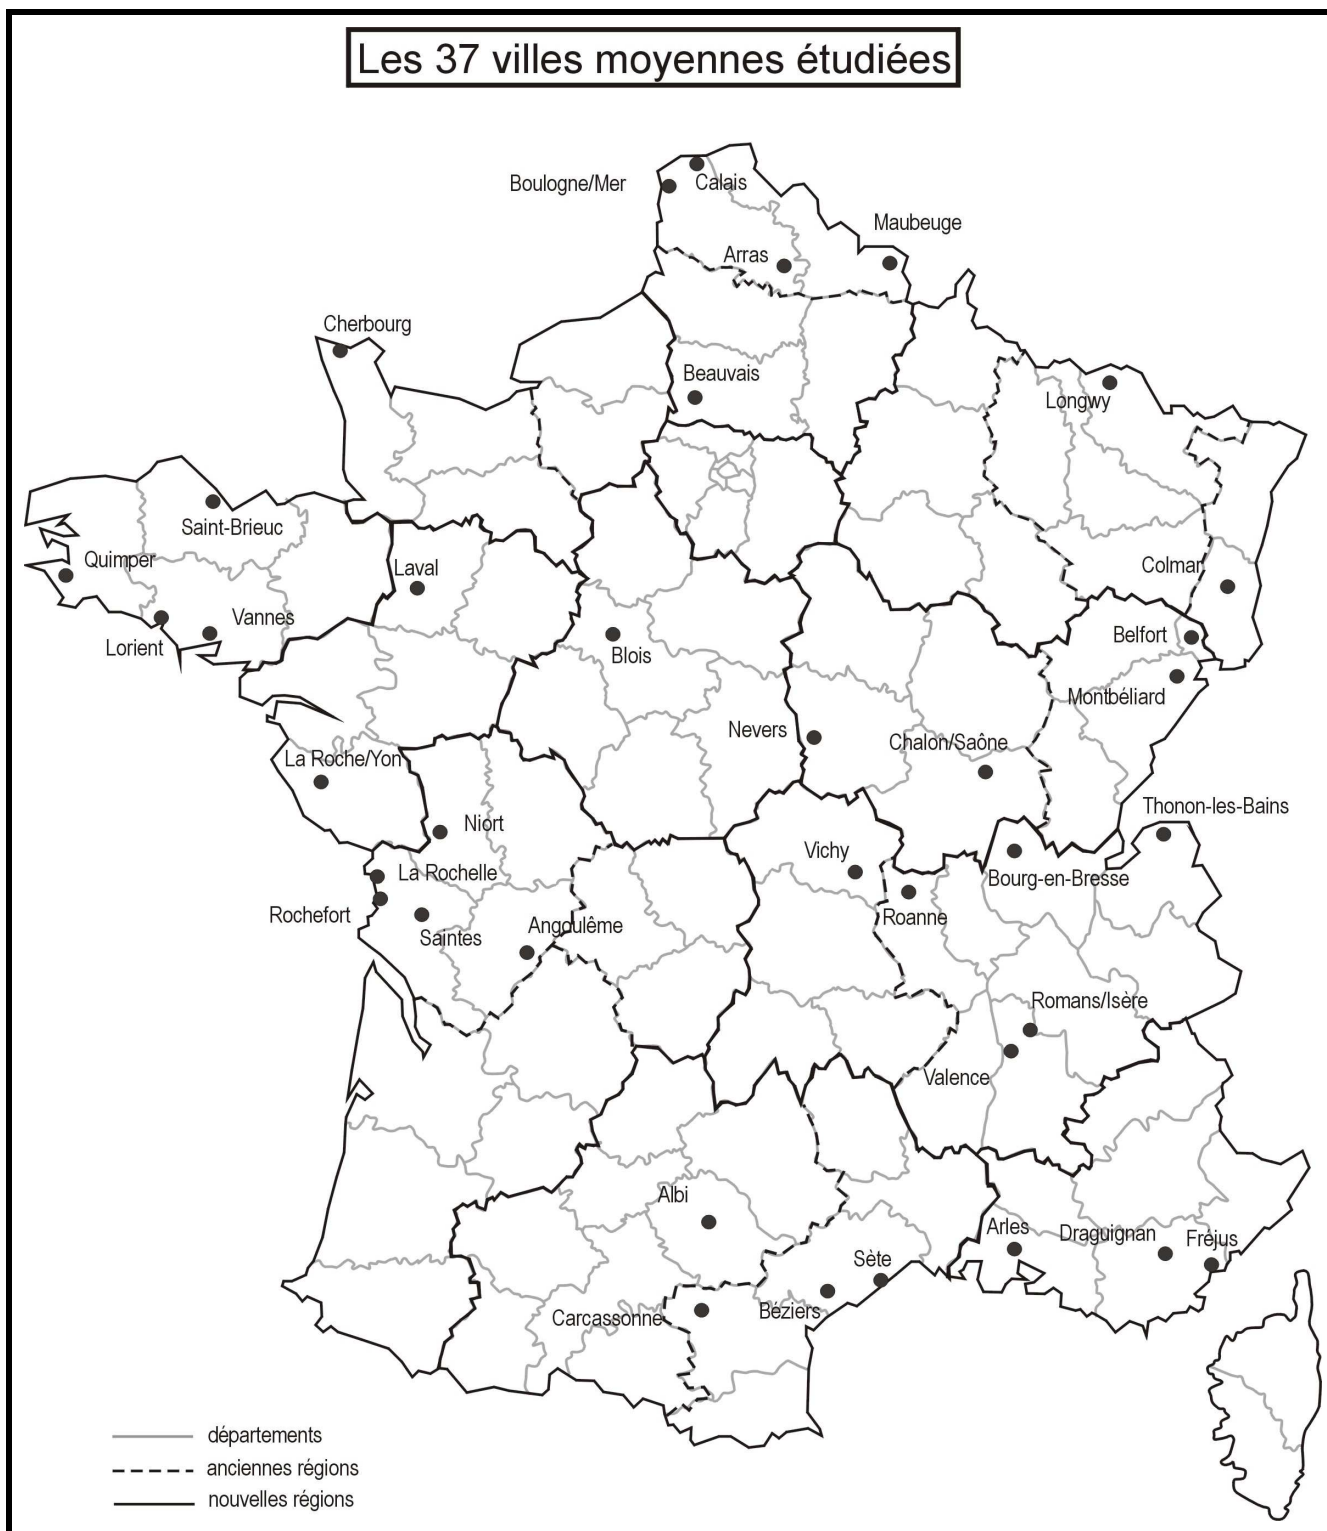 Les 37 villes moyennes étudiées
Boulogne/Mer
Calais
Maubeuge
Arras
Cherbourg
Beauvais
Longwy
Saint-Brieuc
Quimper
Laval
Colmar
Vannes
Lorient
Blois
Belfort
Montbéliard
Nevers
Chalon/Saône
La Roche/Yon
Thonon-les-Bains
Niort
Vichy
La Rochelle
Bourg-en-Bresse
Rochefort
Roanne
Saintes
Angoulême
Romans/Isère
Valence
Albi
Arles
Draguignan
Fréjus
Sète
Carcassonne
Béziers
départements
anciennes régions
nouvelles régions